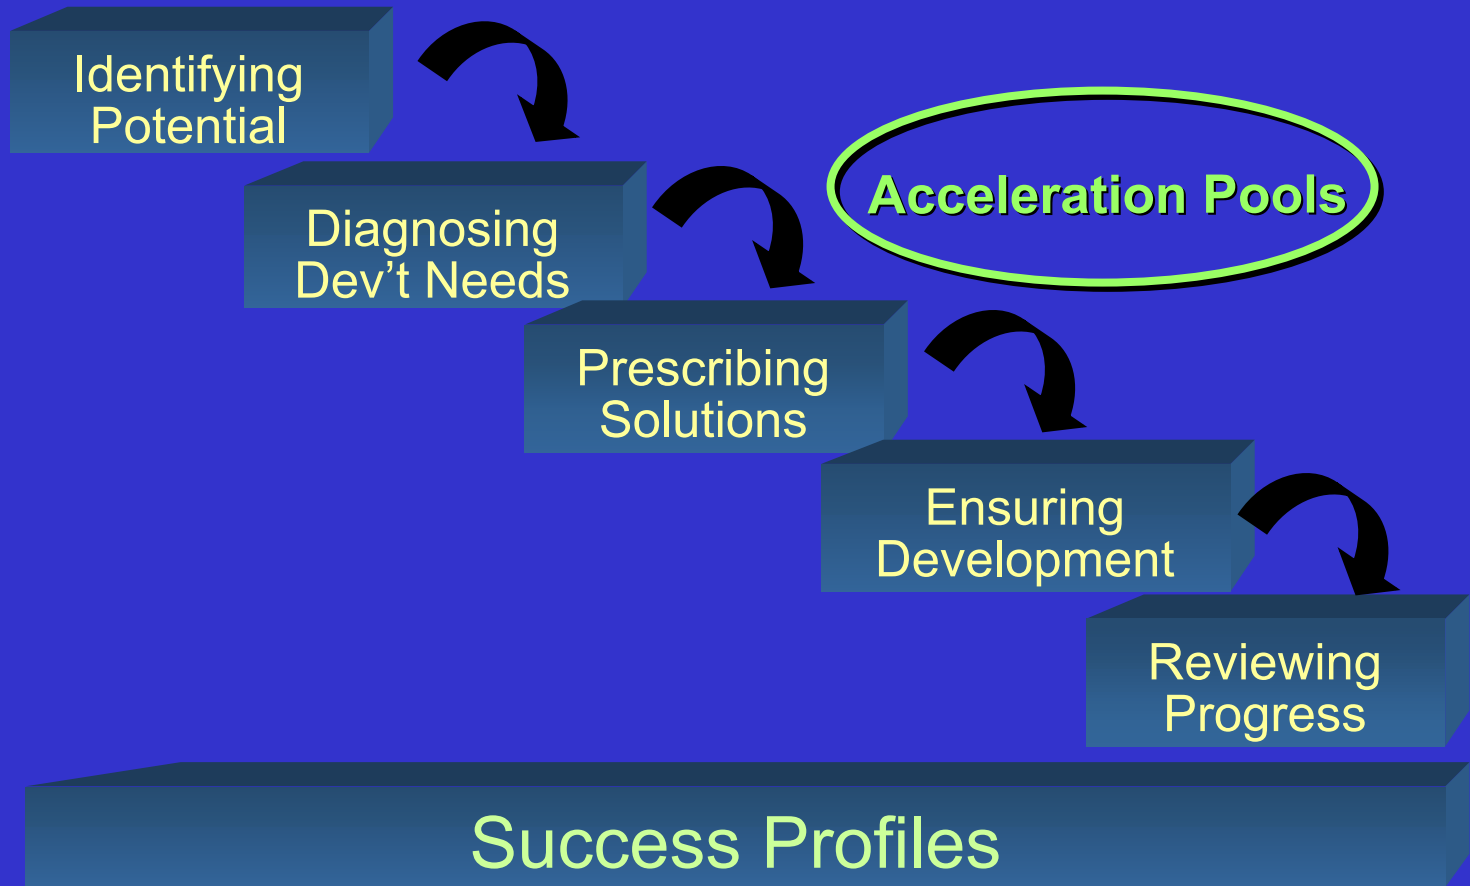 Identifying
Potential
Acceleration Pools
Diagnosing
Dev’t Needs
Prescribing
Solutions
Ensuring
Development
Reviewing
Progress
Success Profiles